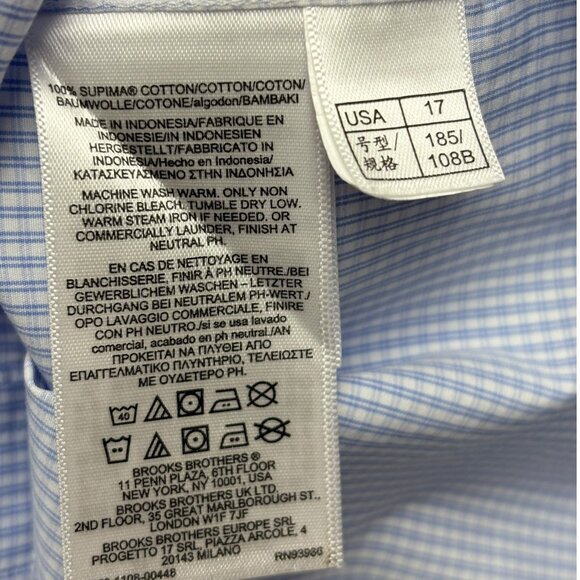 100% SUPIMA® COTTON/COTTON/COTON/
BAUMWOLLE/COTONE/algodon/ΒΑΜΒΑΚΙ
MADE IN INDONESIA/FABRIQUE EN
INDONESIE/IN INDONESIEN
HERGESTELLT/FABBRICATO IN
INDONESIA/Hecho en Indonesia/
ΚΑΤΑΣΚΕΥΑΣΜΕΝΟ ΣΤΗΝ ΙΝΔΟΝΗΣΙΑ
MACHINE WASH WARM. ONLY NON
CHLORINE BLEACH. TUMBLE DRY LOW.
WARM STEAM IRON IF NEEDED. OR
COMMERCIALLY LAUNDER, FINISH AT
NEUTRAL PH.
EN CAS DE NETTOYAGE EN
BLANCHISSERIE, FINIR À PH NEUTRE./BEI
GEWERBLICHEM WASCHEN – LETZTER
DURCHGANG BEI NEUTRALEM PH-WERT./
OPO LAVAGGIO COMMERCIALE, FINIRE
CON PH NEUTRO./si se usa lavado
comercial, acabado en ph neutral./ΑΝ
ΠΡΟΚΕΙΤΑΙ ΝΑ ΠΛΥΘΕΙ ΑΠΟ
ΕΠΑΓΓΕΛΜΑΤΙΚΟ ΠΛΥΝΤΗΡΙΟ, ΤΕΛΕΙΩΣΤΕ
ΜΕ ΟΥΔΕΤΕΡΟ PH.
40
BROOKS BROTHERS ®
11 PENN PLAZA, 6TH FLOOR
NEW YORK, NY 10001, USA
BROOKS BROTHERS UK LTD.
2ND FLOOR, 35 GREAT MARLBOROUGH ST.,
LONDON W1F 7JF
BROOKS BROTHERS EUROPE SRL
PROGETTO 17 SRL, PIAZZA ARCOLE, 4
20143 MILANO
RN93986
1108-00448
USA 17
号型/ 185/
规格 108B